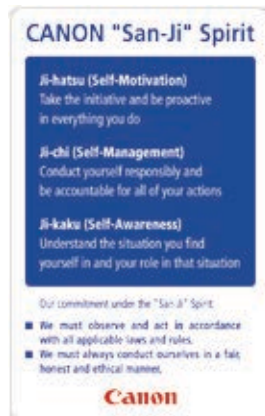 CANON "San-Ji" Spirit
Ji-hatsu (Self-Motivation)
Take the initiative and be proactive
in everything you do
Ji-chi (Self-Management)
Conduct yourself responsibly and
be accountable for all of your actions
Ji-kaku (Self-Awareness)
Understand the situation you find
yourself in and your role in that situation
Our commitment under the "San-Ji" Spirit
■ We must observe and act in accordance
with all applicable laws and rules.
■ We must always conduct ourselves in a fair,
honest and ethical manner.
Canon